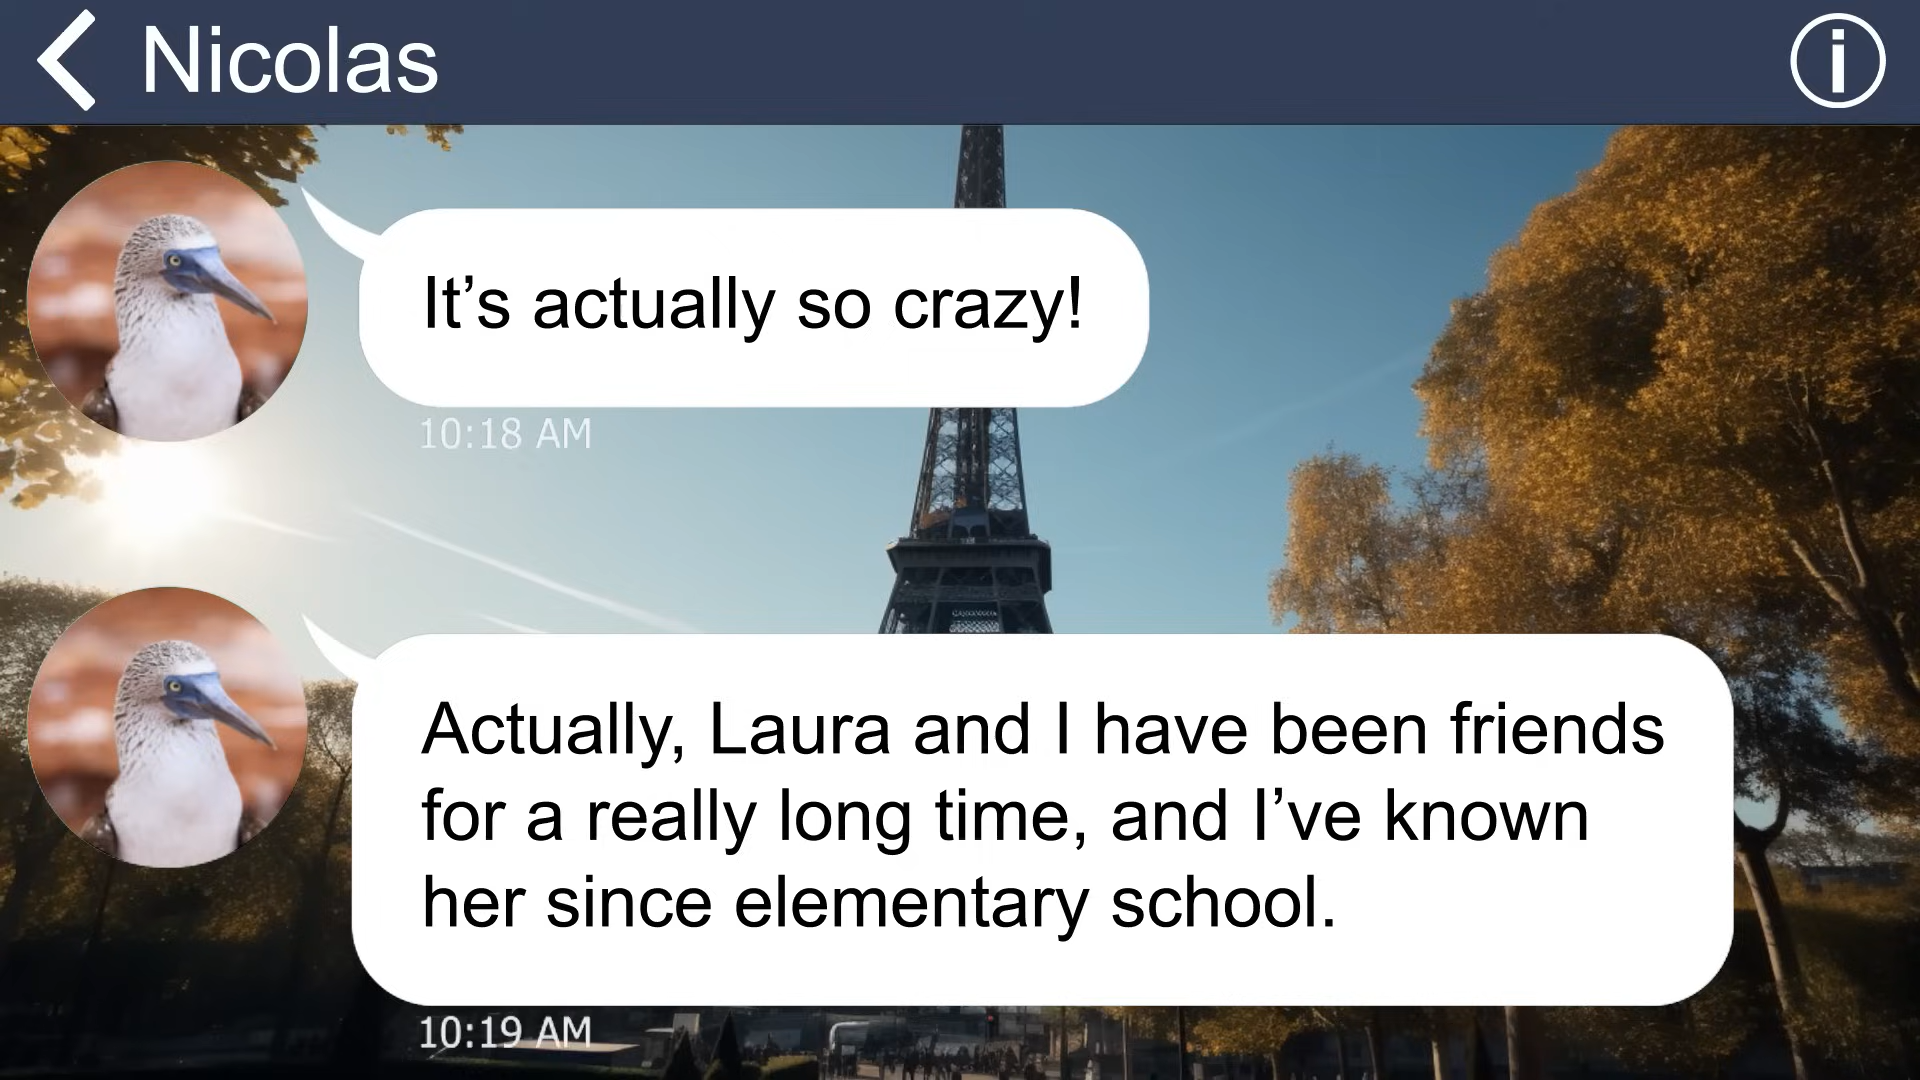 Nicolas
It’s actually so crazy!
10:18 AM
Actually, Laura and I have been friends
for a really long time, and I’ve known
her since elementary school.
10:19 AM